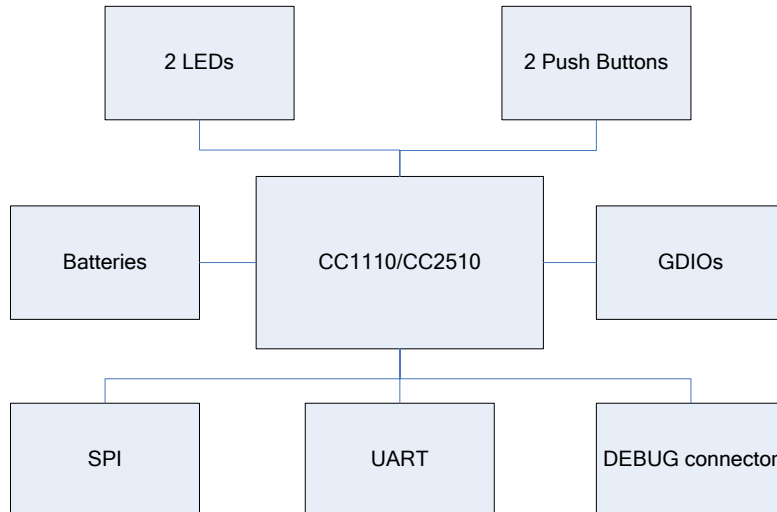 2 LEDs
2 Push Buttons
Batteries
CC1110/CC2510
GDIOs
SPI
UART
DEBUG connector